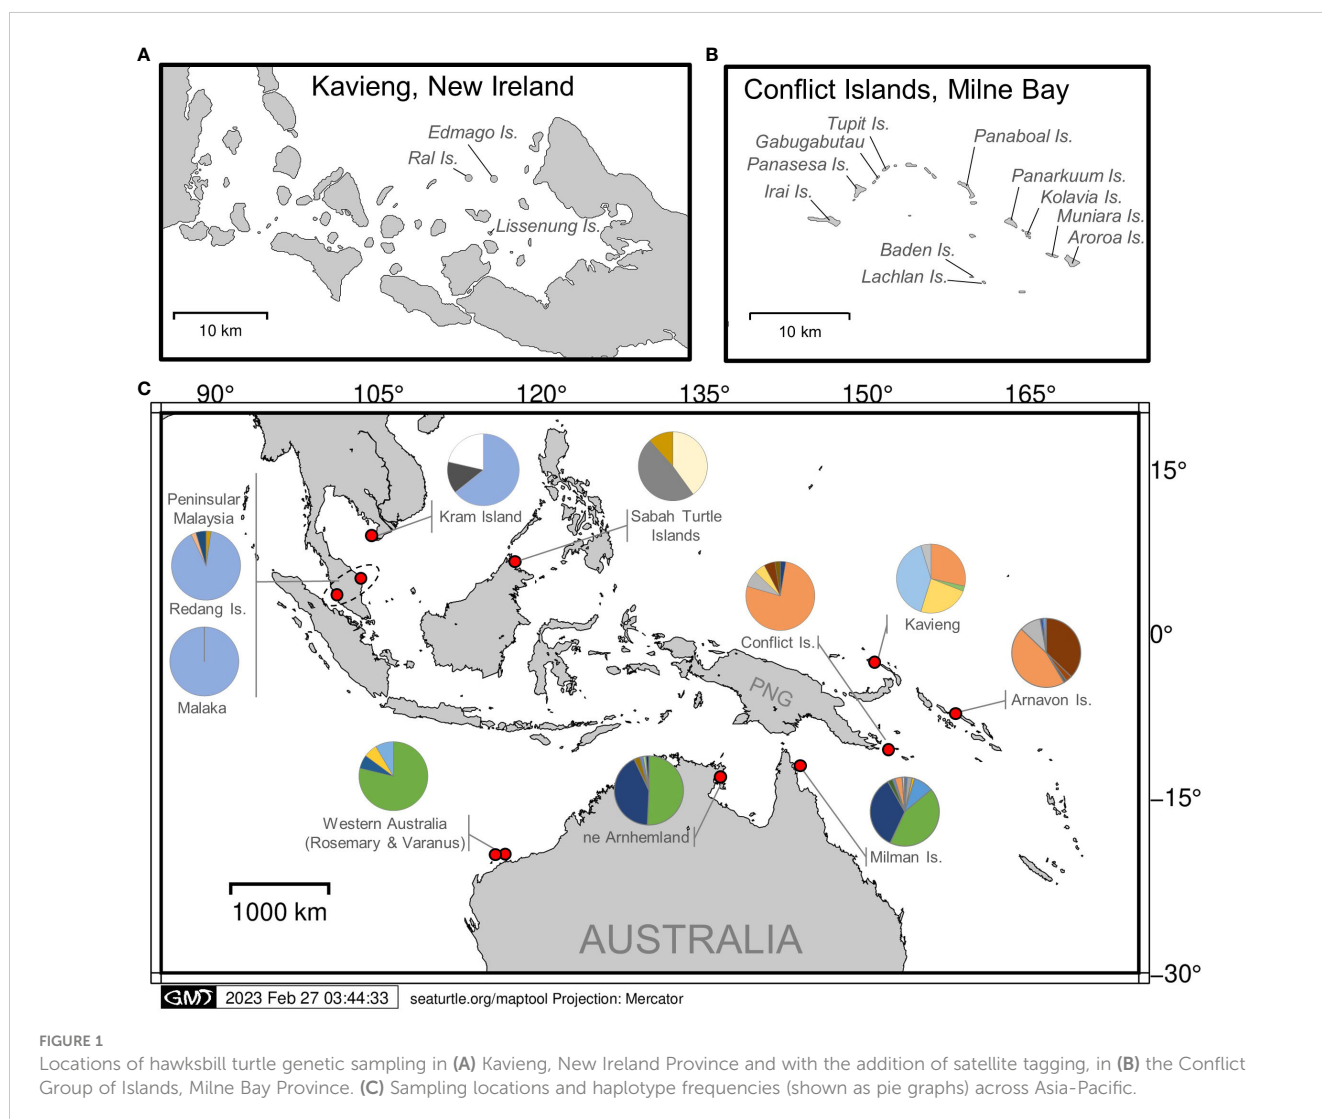 A
Kavieng, New Ireland
Edmago Is.
Ral Is.
Lissenung Is.
10 km
B
Conflict Islands, Milne Bay
Tupit Is.
Gabugabutau
Panasesa Is.
Irai Is.
Panaboal Is.
Panarkuum Is.
Kolavia Is.
Muniara Is.
Aroroa Is.
Baden Is.
Lachlan Is.
10 km
C
90° 105° 120° 135° 150° 165°
15°
0°
−15°
−30°
Peninsular
Malaysia
Redang Is.
Malaka
Kram Island
Sabah Turtle
Islands
Conflict Is.
Kavieng
Arnavon Is.
PNG
Western Australia
(Rosemary & Varanus)
ne Arnhemland
Milman Is.
1000 km
AUSTRALIA
GMT 2023 Feb 27 03:44:33 seaturtle.org/maptool Projection: Mercator
FIGURE 1
Locations of hawksbill turtle genetic sampling in (A) Kavieng, New Ireland Province and with the addition of satellite tagging, in (B) the Conflict
Group of Islands, Milne Bay Province. (C) Sampling locations and haplotype frequencies (shown as pie graphs) across Asia-Pacific.